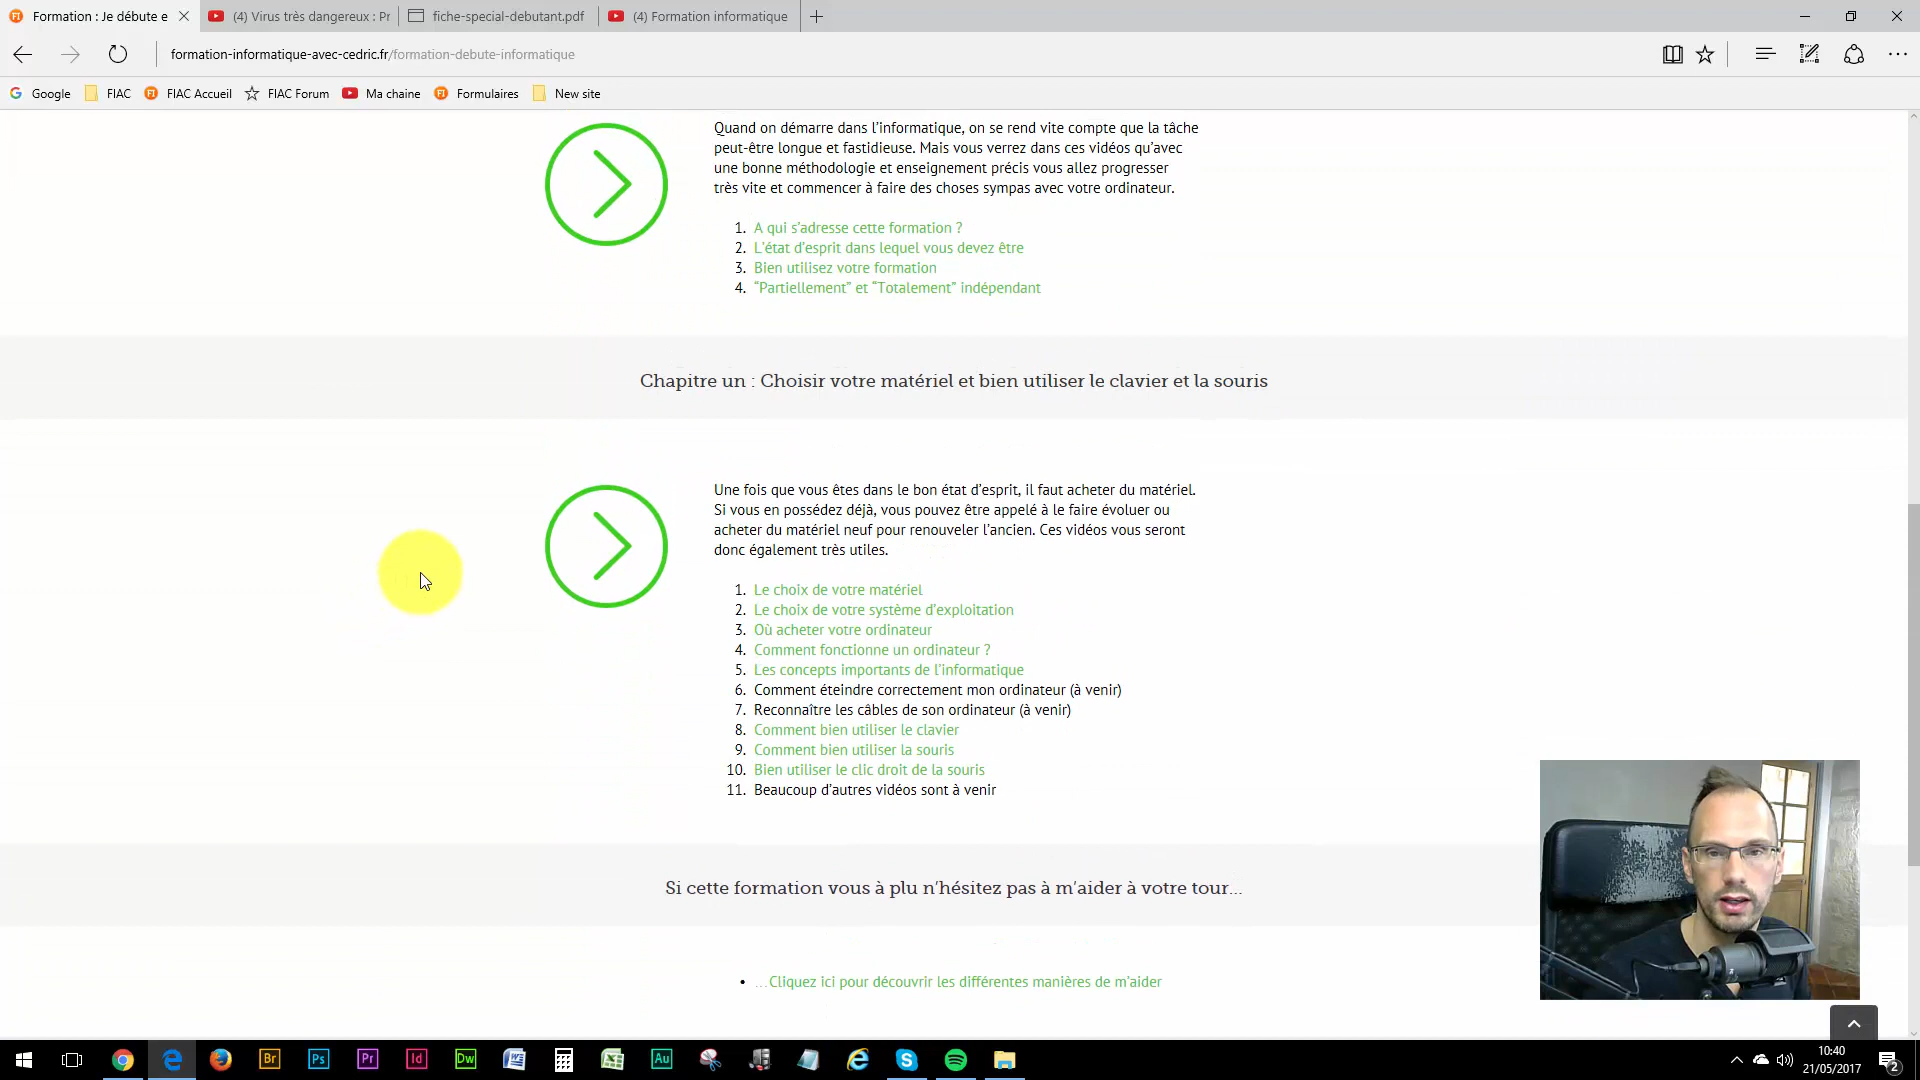 Formation : Je débute e
(4) Virus très dangereux : Pr
fiche-special-debutant.pdf
(4) Formation informatique
formation-informatique-avec-cedric.fr/formation-debute-informatique
Google
FIAC
FIAC Accueil
FIAC Forum
Ma chaine
Formulaires
New site
Quand on démarre dans l'informatique, on se rend vite compte que la tâche
peut-être longue et fastidieuse. Mais vous verrez dans ces vidéos qu'avec
une bonne méthodologie et enseignement précis vous allez progresser
très vite et commencer à faire des choses sympas avec votre ordinateur.
1. A qui s'adresse cette formation ?
2. L'état d'esprit dans lequel vous devez être
3. Bien utilisez votre formation
4. “Partiellement” et “Totalement” indépendant
Chapitre un : Choisir votre matériel et bien utiliser le clavier et la souris
Une fois que vous êtes dans le bon état d'esprit, il faut acheter du matériel.
Si vous en possédez déjà, vous pouvez être appelé à le faire évoluer ou
acheter du matériel neuf pour renouveler l'ancien. Ces vidéos vous seront
donc également très utiles.
1. Le choix de votre matériel
2. Le choix de votre système d'exploitation
3. Où acheter votre ordinateur
4. Comment fonctionne un ordinateur ?
5. Les concepts importants de l'informatique
6. Comment éteindre correctement mon ordinateur (à venir)
7. Reconnaître les câbles de son ordinateur (à venir)
8. Comment bien utiliser le clavier
9. Comment bien utiliser la souris
10. Bien utiliser le clic droit de la souris
11. Beaucoup d'autres vidéos sont à venir
Si cette formation vous à plu n'hésitez pas à m'aider à votre tour...
• ... Cliquez ici pour découvrir les différentes manières de m'aider
Br
Ps
Pr
Id
Dw
Au
10:40
21/05/2017
2